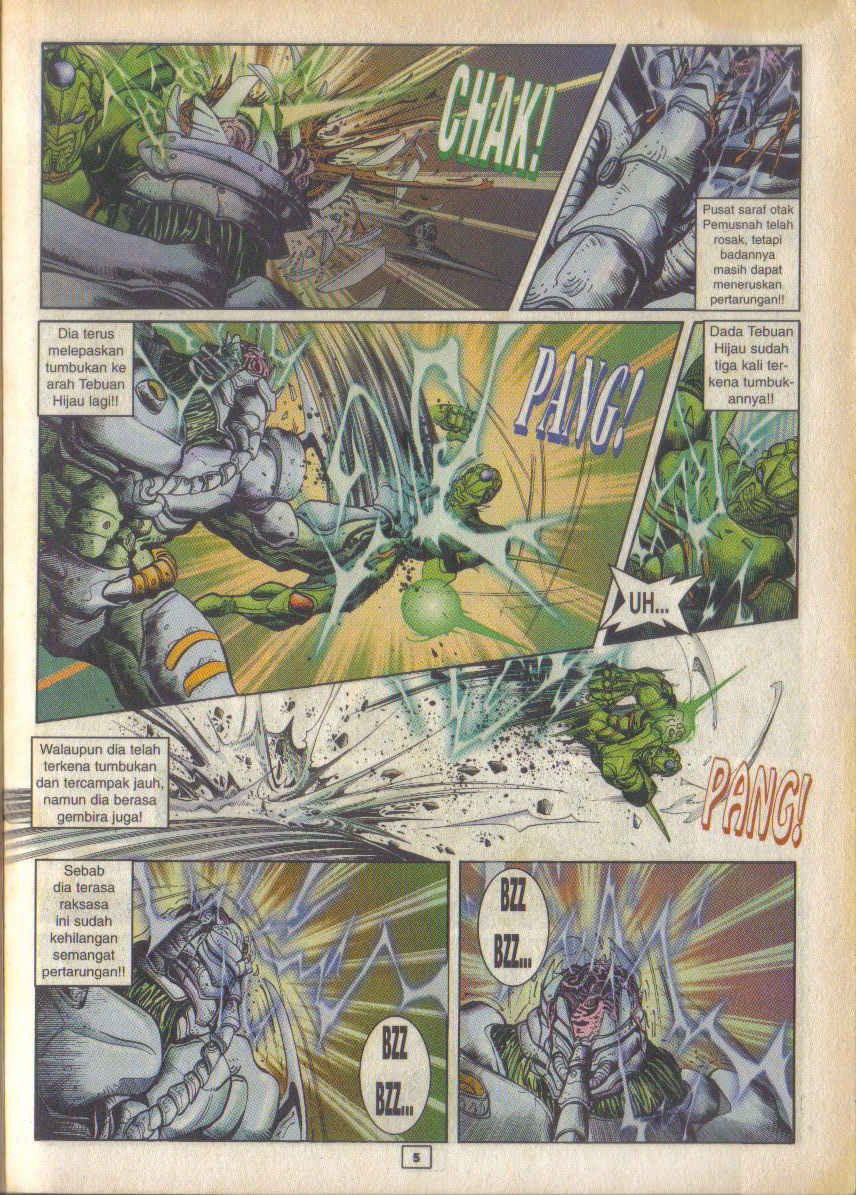 CHAK!
Pusat saraf otak
Pemusnah telah
rosak, tetapi
badannya
masih dapat
meneruskan
pertarungan!!
Dia terus
melepaskan
tumbukan ke
arah Tebuan
Hijau lagi!!
PANG!
Dada Tebuan
Hijau sudah
tiga kali ter-
kena tumbuk-
annya!!
UH...
Walaupun dia telah
terkena tumbukan
dan tercampak jauh,
namun dia berasa
gembira juga!
PANG!
Sebab
dia terasa
raksasa
ini sudah
kehilangan
semangat
pertarungan!!
BZZ
BZZ...
BZZ
BZZ...
5